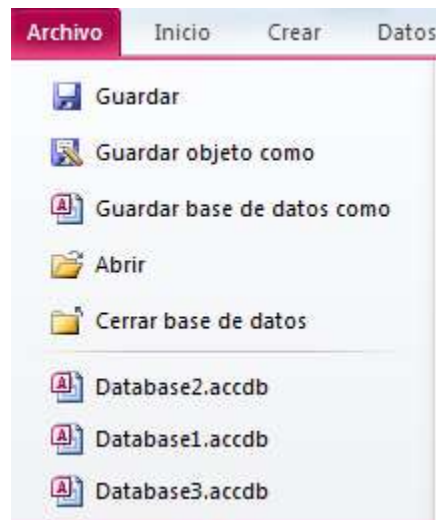 Archivo Inicio Crear Datos
Guardar
Guardar objeto como
Guardar base de datos como
Abrir
Cerrar base de datos
Database2.accdb
Database1.accdb
Database3.accdb